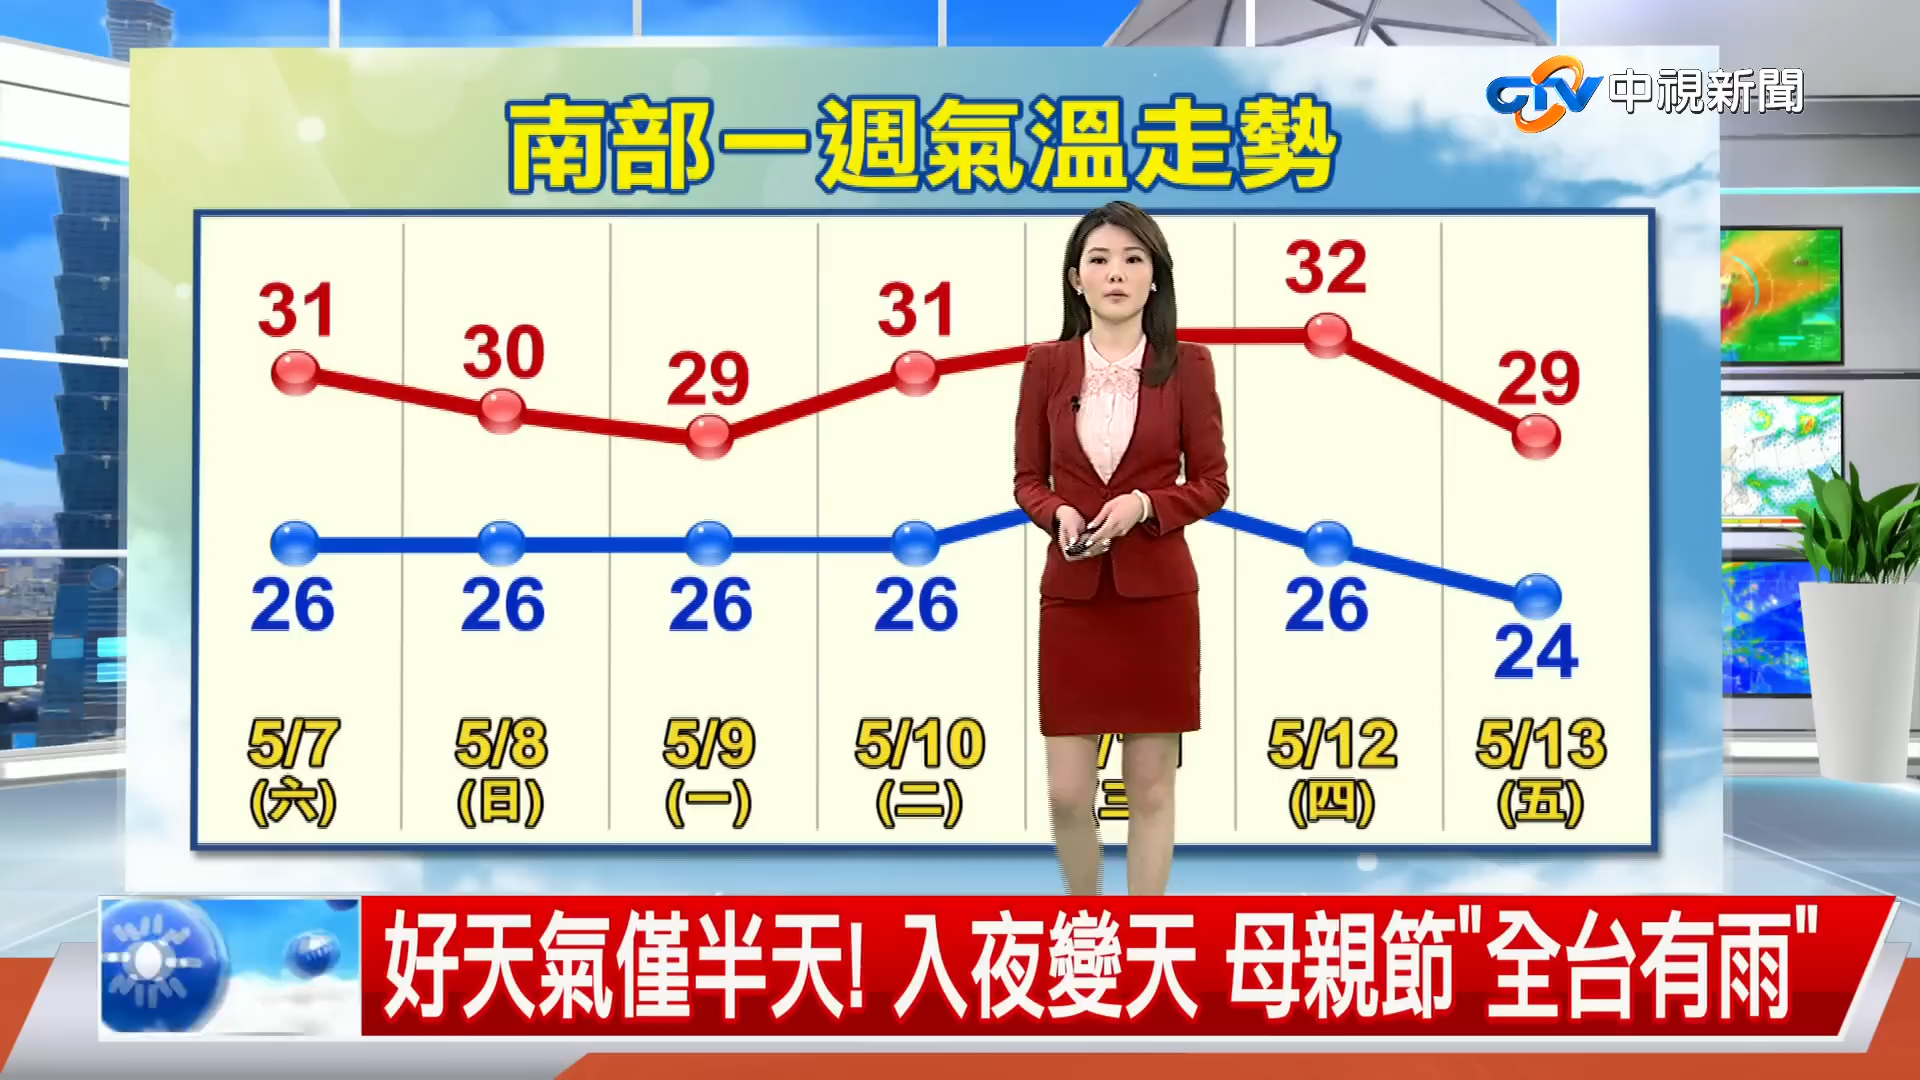 CTV 中視新聞
南部一週氣溫走勢
31 30 29 31 32 29
26 26 26 26 26 24
5/7 5/8 5/9 5/10 5/12 5/13
(六) (日) (一) (二) (三 (四) (五)
好天氣僅半天! 入夜變天 母親節"全台有雨"